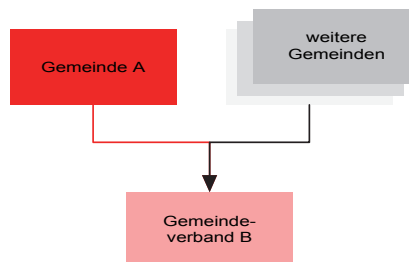 Gemeinde A
weitere
Gemeinden
Gemeinde-
verband B